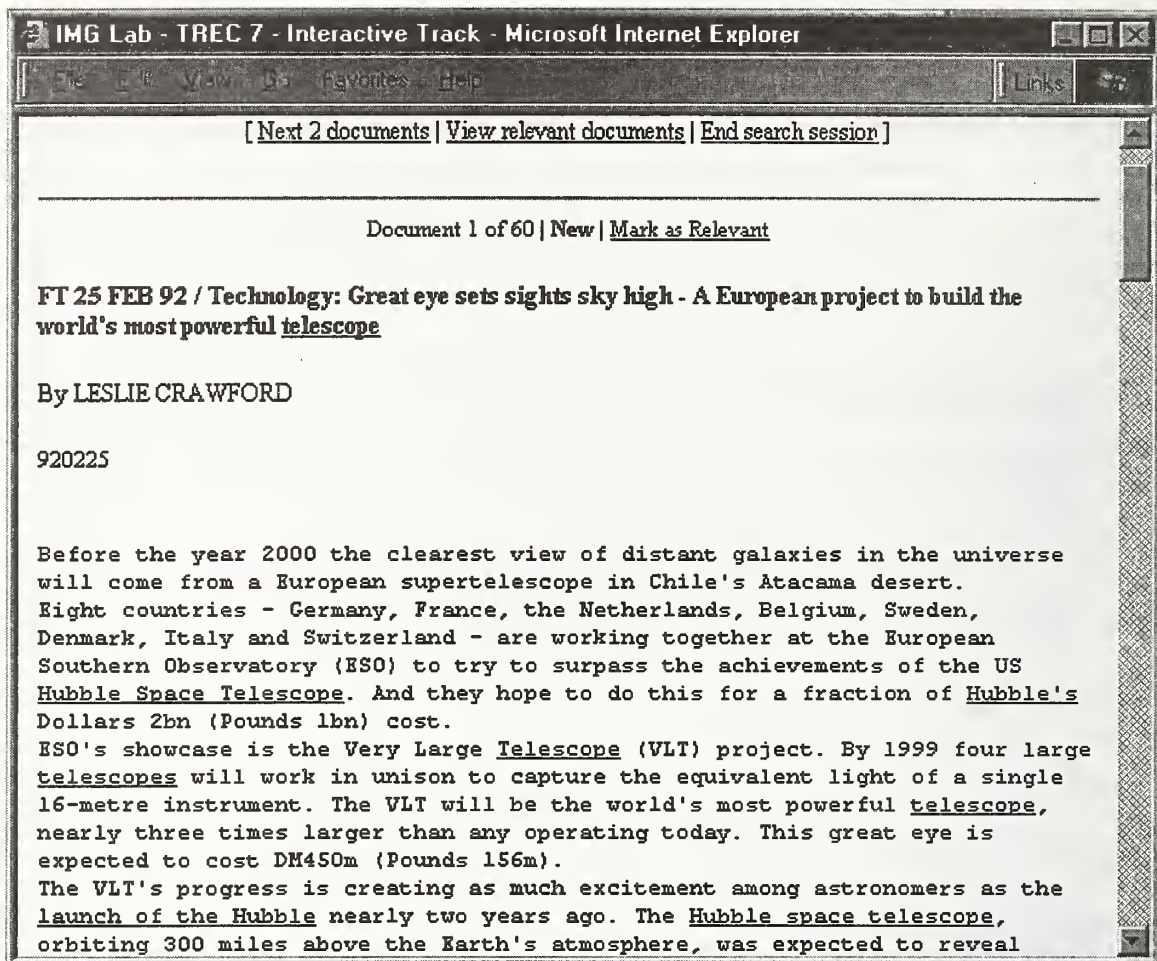 IMG Lab - TREC 7 - Interactive Track - Microsoft Internet Explorer
File Edit View Go Favorites Help Links
[ Next 2 documents | View relevant documents | End search session ]
Document 1 of 60 | New | Mark as Relevant
FT 25 FEB 92 / Technology: Great eye sets sights sky high - A European project to build the
world's most powerful telescope
By LESLIE CRAWFORD
920225
Before the year 2000 the clearest view of distant galaxies in the universe
will come from a European supertelescope in Chile's Atacama desert.
Eight countries - Germany, France, the Netherlands, Belgium, Sweden,
Denmark, Italy and Switzerland - are working together at the European
Southern Observatory (ESO) to try to surpass the achievements of the US
Hubble Space Telescope. And they hope to do this for a fraction of Hubble's
Dollars 2bn (Pounds 1bn) cost.
ESO's showcase is the Very Large Telescope (VLT) project. By 1999 four large
telescopes will work in unison to capture the equivalent light of a single
16-metre instrument. The VLT will be the world's most powerful telescope,
nearly three times larger than any operating today. This great eye is
expected to cost DM450m (Pounds 156m).
The VLT's progress is creating as much excitement among astronomers as the
launch of the Hubble nearly two years ago. The Hubble space telescope,
orbiting 300 miles above the Earth's atmosphere, was expected to reveal